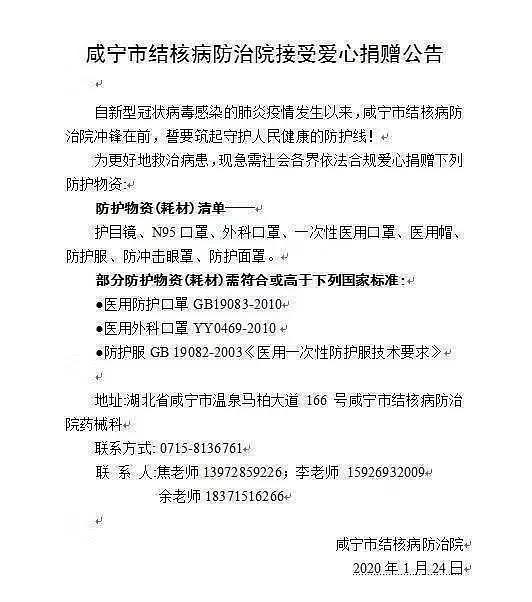 咸宁市结核病防治院接受爱心捐赠公告
自新型冠状病毒感染的肺炎疫情发生以来，咸宁市结核病防
治院冲锋在前，誓要筑起守护人民健康的防护线！
为更好地救治病患，现急需社会各界依法合规爱心捐赠下列
防护物资:
防护物资(耗材)清单——
护目镜、N95 口罩、外科口罩、一次性医用口罩、医用帽、
防护服、防冲击眼罩、防护面罩。
部分防护物资(耗材)需符合或高于下列国家标准:
●医用防护口罩 GB19083-2010
●医用外科口罩 YY0469-2010
●防护服 GB 19082-2003《医用一次性防护服技术要求》
地址:湖北省咸宁市温泉马柏大道 166 号咸宁市结核病防治
院药械科
联系方式: 0715-8136761
联 系 人:焦老师 13972859226；李老师 15926932009
余老师 18371516266
咸宁市结核病防治院
2020 年 1 月 24 日